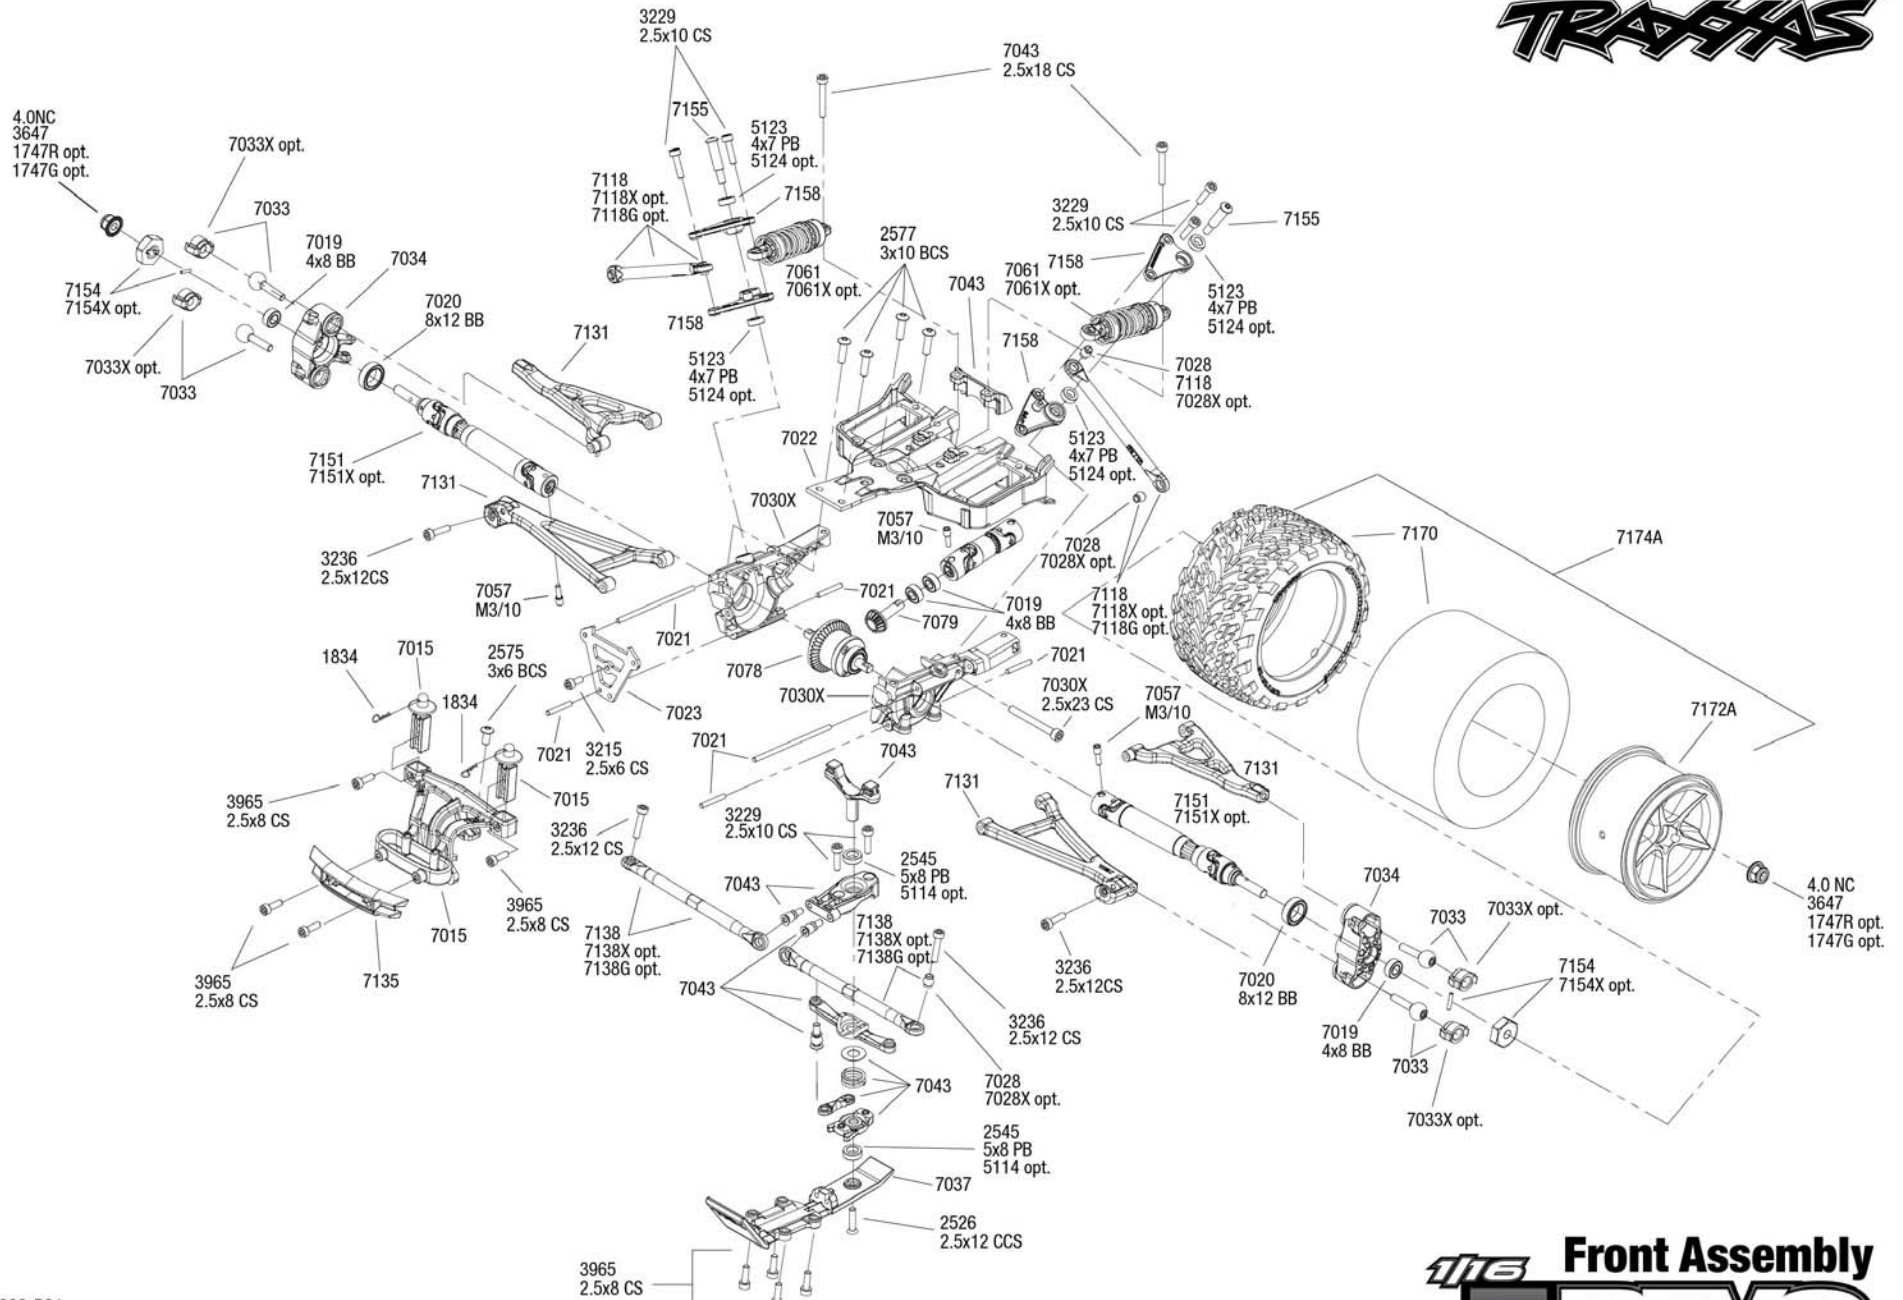 TRAXXAS
3229
2.5x10 CS
7043
2.5x18 CS
4.0NC
3647
1747R opt.
1747G opt.
7033X opt.
7155
5123
4x7 PB
5124 opt.
7118
7118X opt.
7118G opt.
7158
3229
2.5x10 CS
7155
7033
7019
4x8 BB
7034
2577
3x10 BCS
7158
7061
7061X opt.
7043
7061
7061X opt.
5123
4x7 PB
5124 opt.
7154
7154X opt.
7020
8x12 BB
7158
7131
7158
7033X opt.
7033
5123
4x7 PB
5124 opt.
7028
7118
7028X opt.
7022
5123
4x7 PB
5124 opt.
7151
7151X opt.
7131
7030X
7057
M3/10
7028
7028X opt.
7170
7174A
3236
2.5x12CS
7057
M3/10
7021
7021
7079
7019
4x8 BB
7118
7118X opt.
7118G opt.
1834
7015
2575
3x6 BCS
7078
7021
7030X
7030X
2.5x23 CS
7057
M3/10
1834
7023
7172A
7021
3215
2.5x6 CS
7021
7043
7131
7131
3965
2.5x8 CS
7015
3236
2.5x12 CS
3229
2.5x10 CS
7151
7151X opt.
2545
5x8 PB
5114 opt.
7043
7034
7033
7033X opt.
4.0 NC
3647
1747R opt.
1747G opt.
3965
2.5x8 CS
7015
7138
7138X opt.
7138G opt.
7138
7138X opt.
7138G opt.
3965
2.5x8 CS
7135
7043
3236
2.5x12CS
7020
8x12 BB
7154
7154X opt.
3236
2.5x12 CS
7019
4x8 BB
7033
7043
7028
7028X opt.
7033X opt.
2545
5x8 PB
5114 opt.
7037
2526
2.5x12 CCS
3965
2.5x8 CS
Front Assembly
1/16